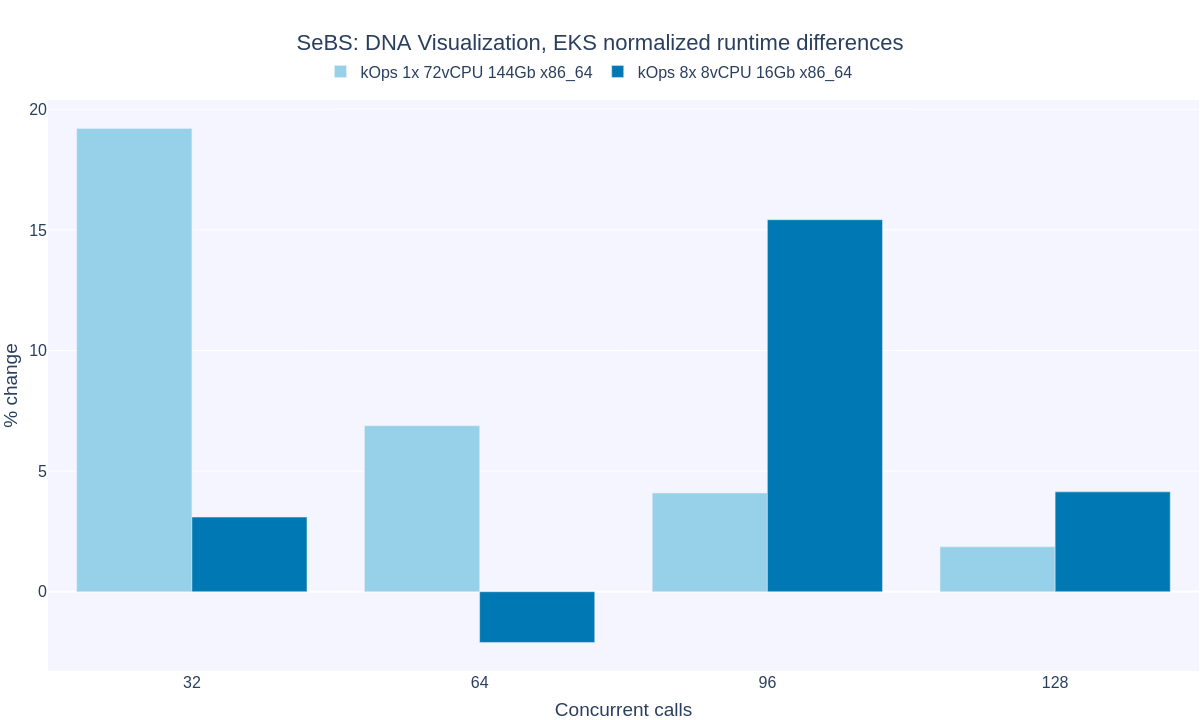 SeBS: DNA Visualization, EKS normalized runtime differences
kOps 1x 72vCPU 144Gb x86_64 kOps 8x 8vCPU 16Gb x86_64
20
15
10
5
0
% change
32 64 96 128
Concurrent calls